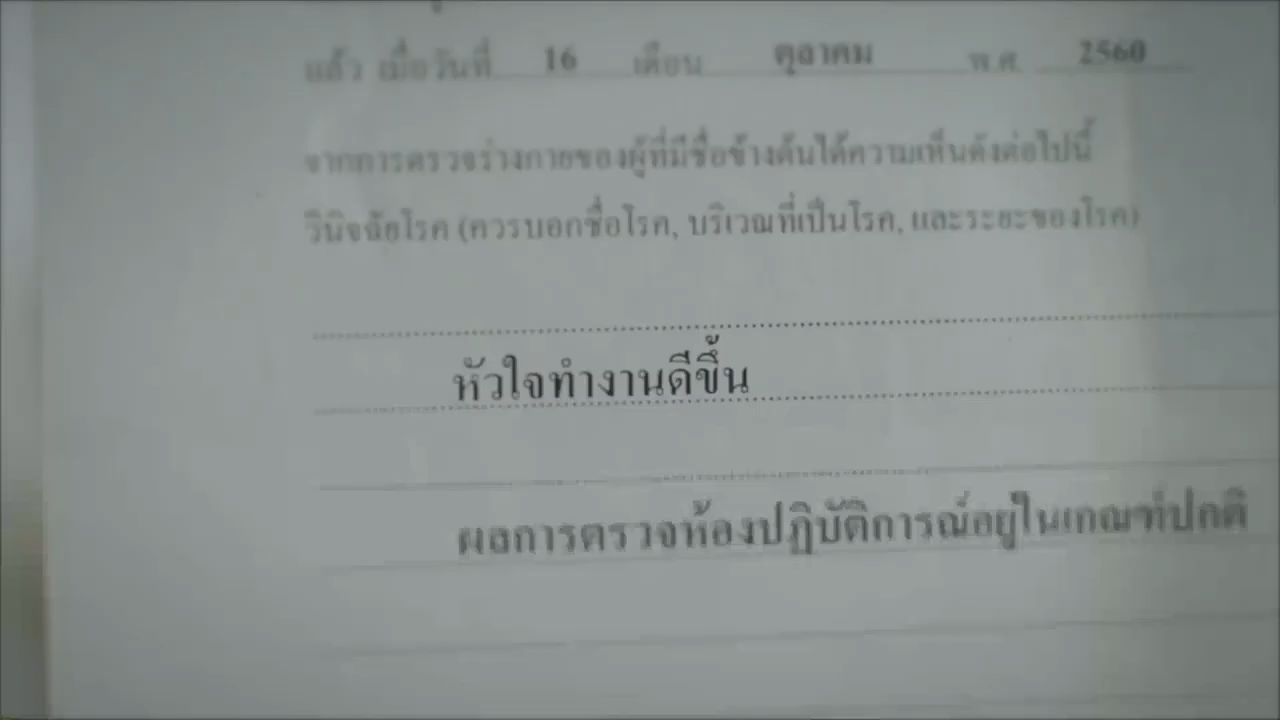 แล้ว เมื่อวันที่ 16 เดือน ตุลาคม พ.ศ. 2560
จากการตรวจร่างกายของผู้ที่มีชื่อข้างต้นได้ความเห็นดังต่อไปนี้
วินิจฉัยโรค (ควรบอกชื่อโรค, บริเวณที่เป็นโรค, และระยะของโรค)
หัวใจทำงานดีขึ้น
ผลการตรวจห้องปฏิบัติการณ์อยู่ในเกณฑ์ปกติ